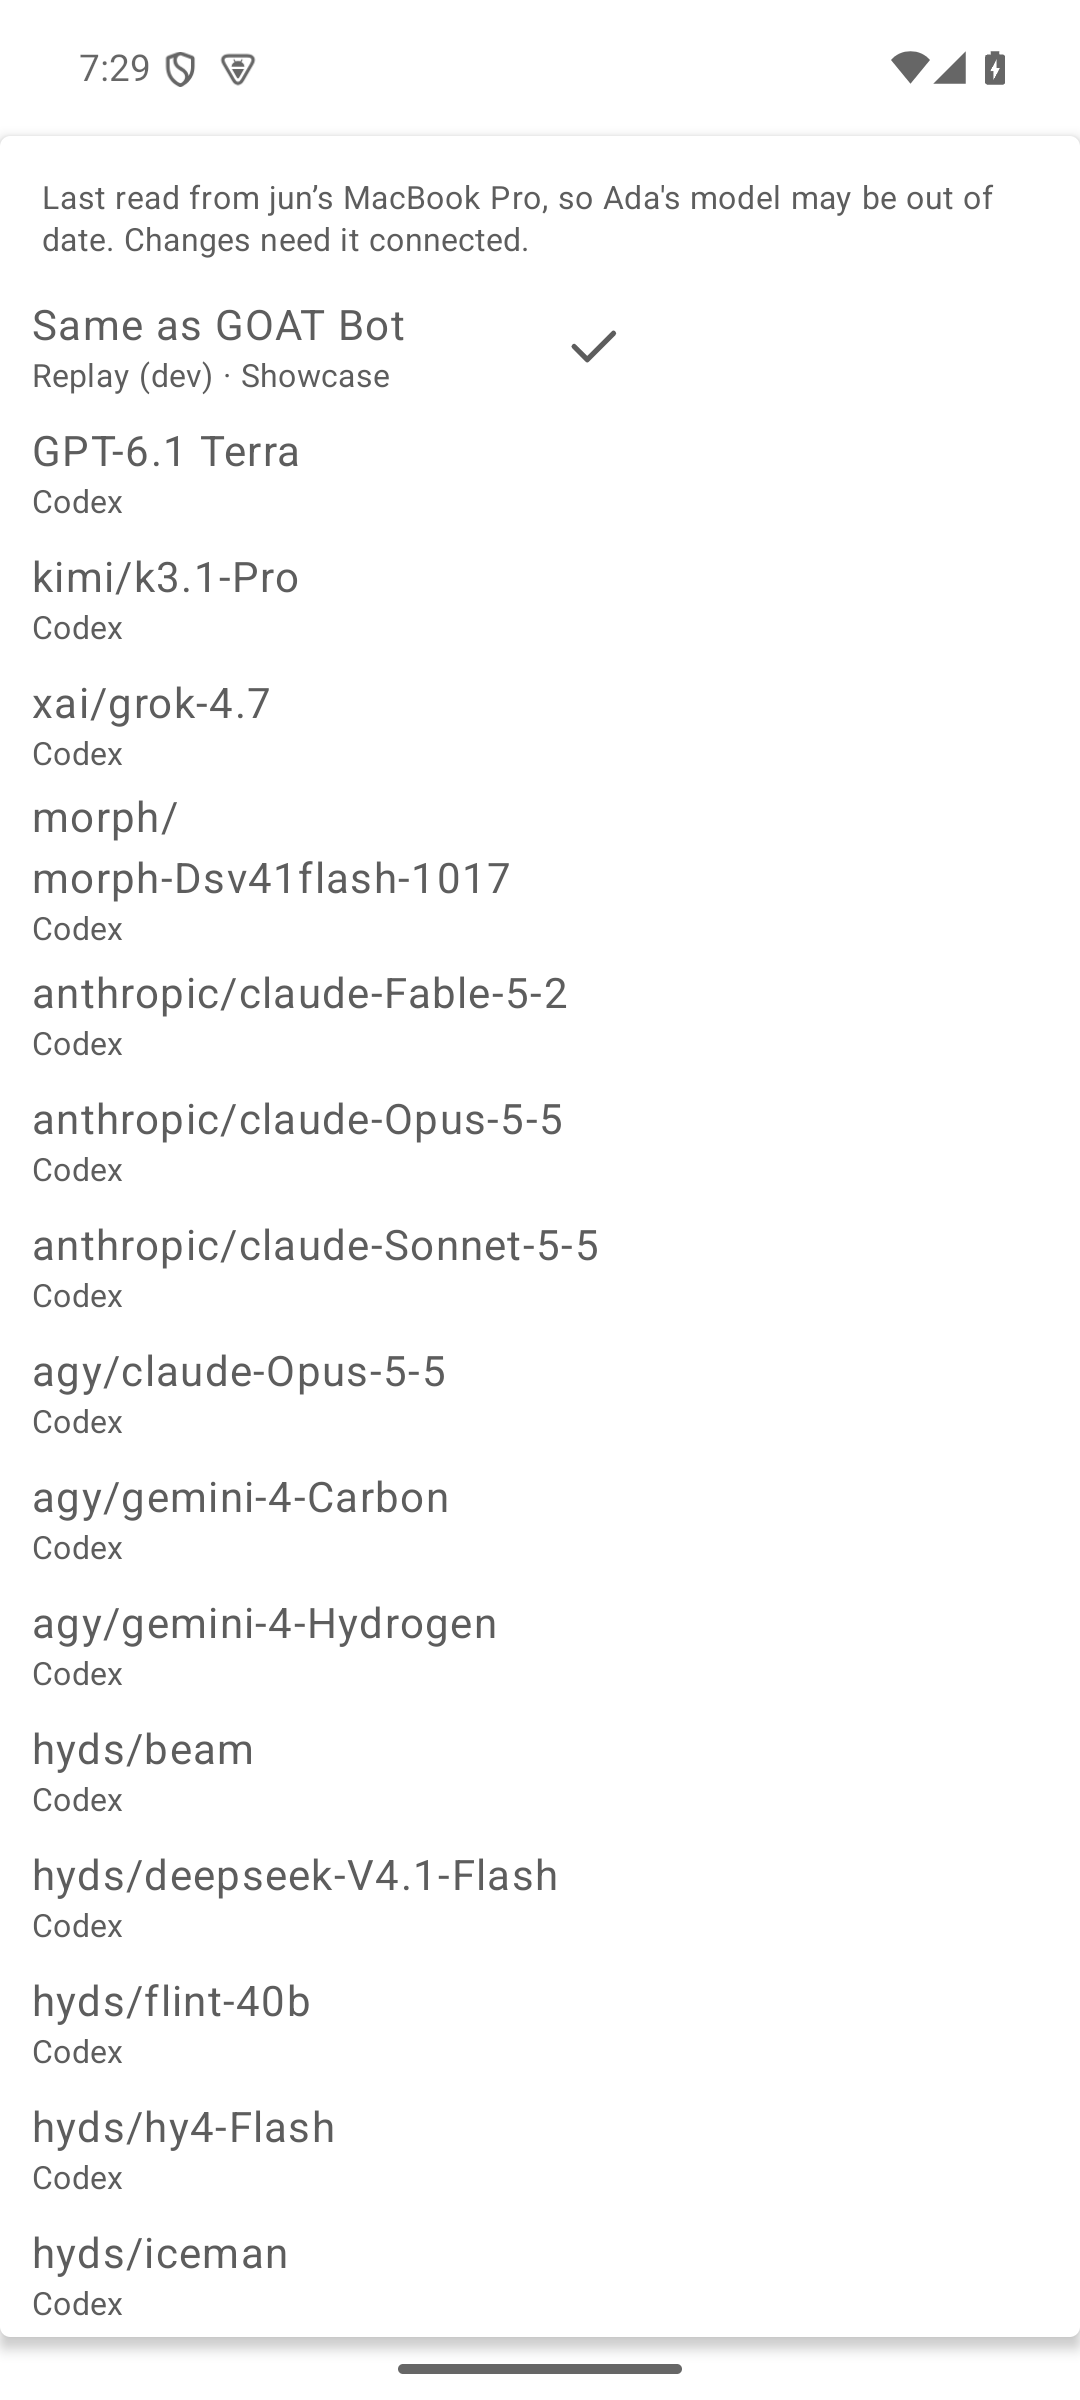 7:29
Last read from jun’s MacBook Pro, so Ada's model may be out of
date. Changes need it connected.
Same as GOAT Bot
Replay (dev) · Showcase
GPT-6.1 Terra
Codex
kimi/k3.1-Pro
Codex
xai/grok-4.7
Codex
morph/
morph-Dsv41flash-1017
Codex
anthropic/claude-Fable-5-2
Codex
anthropic/claude-Opus-5-5
Codex
anthropic/claude-Sonnet-5-5
Codex
agy/claude-Opus-5-5
Codex
agy/gemini-4-Carbon
Codex
agy/gemini-4-Hydrogen
Codex
hyds/beam
Codex
hyds/deepseek-V4.1-Flash
Codex
hyds/flint-40b
Codex
hyds/hy4-Flash
Codex
hyds/iceman
Codex